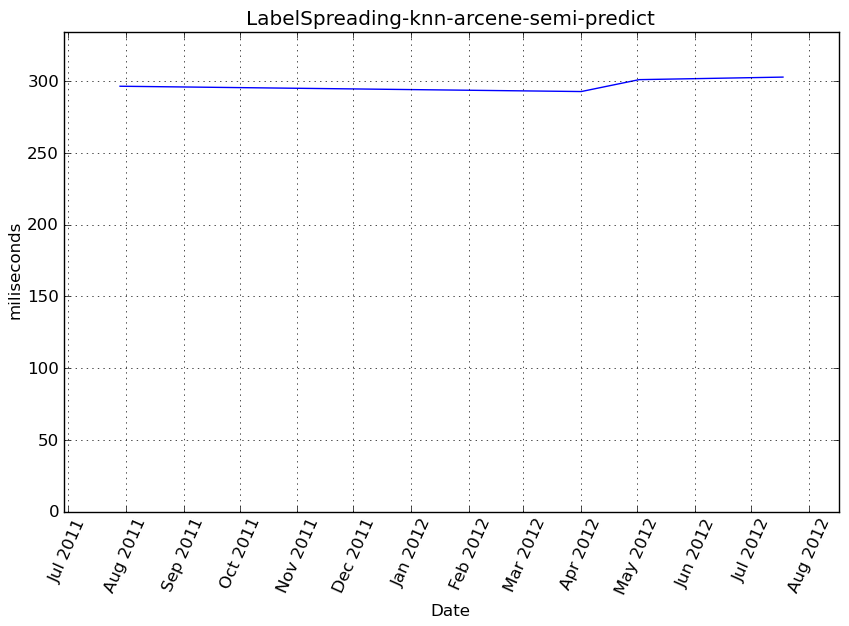 LabelSpreading-knn-arcene-semi-predict
300
250
200
150
100
50
0
miliseconds
Jul 2011
Aug 2011
Sep 2011
Oct 2011
Nov 2011
Dec 2011
Jan 2012
Feb 2012
Mar 2012
Apr 2012
May 2012
Jun 2012
Jul 2012
Aug 2012
Date